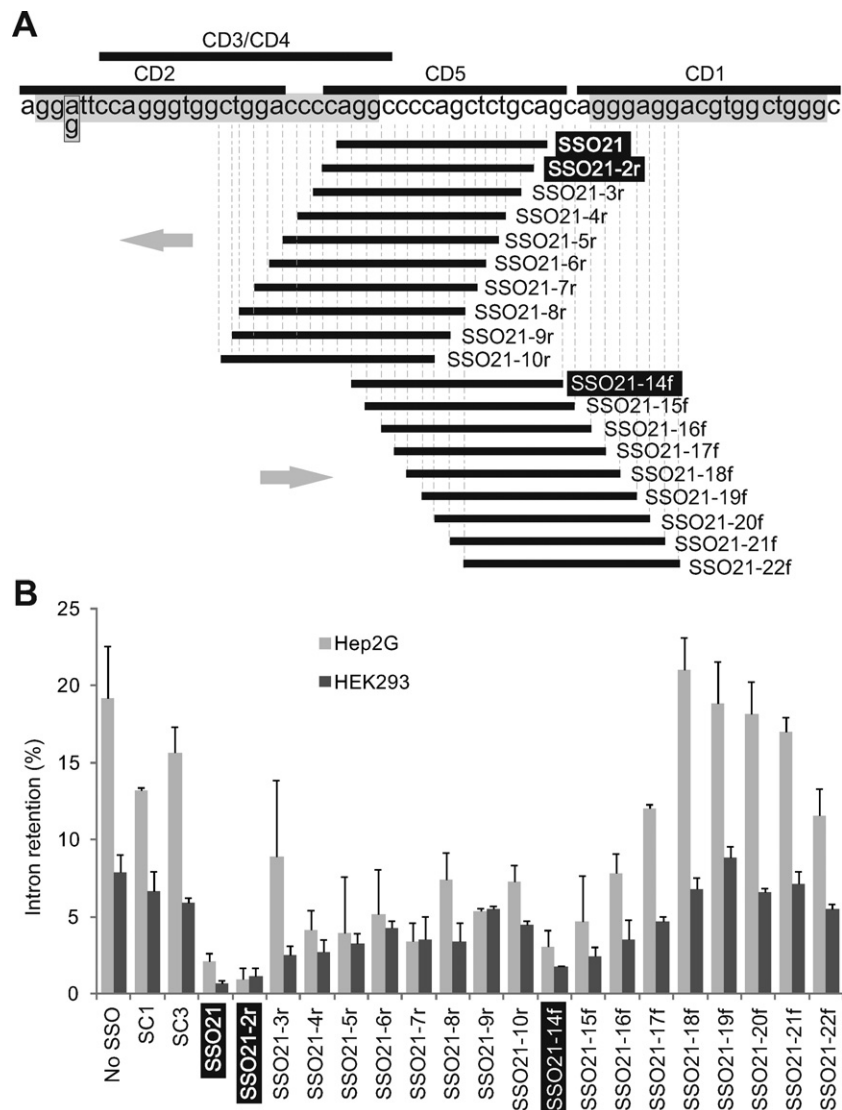 A
CD3/CD4
CD2 CD5 CD1
aggattccagggtggctggaccccaggccccagctctgcagcagggaggacgtggctgggc
g
SSO21
SSO21-2r
SSO21-3r
SSO21-4r
SSO21-5r
SSO21-6r
SSO21-7r
SSO21-8r
SSO21-9r
SSO21-10r
SSO21-14f
SSO21-15f
SSO21-16f
SSO21-17f
SSO21-18f
SSO21-19f
SSO21-20f
SSO21-21f
SSO21-22f
B
Intron retention (%)
25
20
15
10
5
0
Hep2G
HEK293
No SSO
SC1
SC3
SSO21
SSO21-2r
SSO21-3r
SSO21-4r
SSO21-5r
SSO21-6r
SSO21-7r
SSO21-8r
SSO21-9r
SSO21-10r
SSO21-14f
SSO21-15f
SSO21-16f
SSO21-17f
SSO21-18f
SSO21-19f
SSO21-20f
SSO21-21f
SSO21-22f